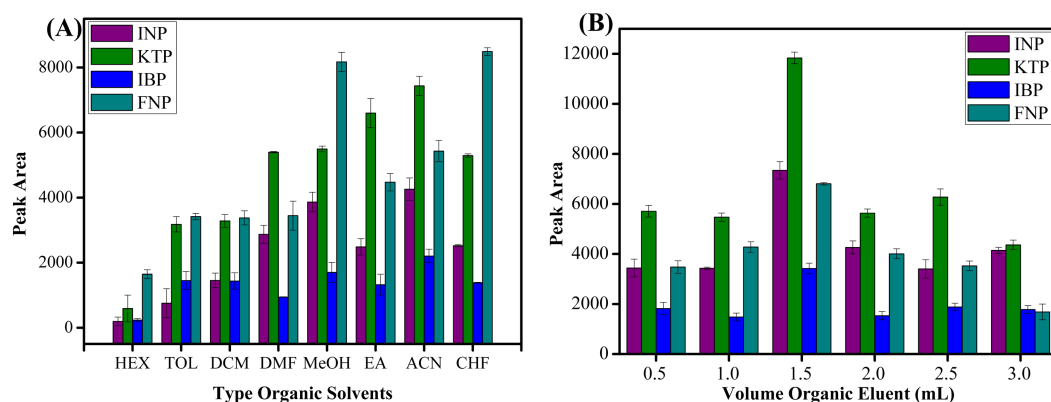 (A)
INP
KTP
IBP
FNP
8000
6000
4000
2000
0
Peak Area
HEX TOL DCM DMF MeOH EA ACN CHF
Type Organic Solvents
(B)
INP
KTP
IBP
FNP
12000
10000
8000
6000
4000
2000
0
Peak Area
0.5 1.0 1.5 2.0 2.5 3.0
Volume Organic Eluent (mL)